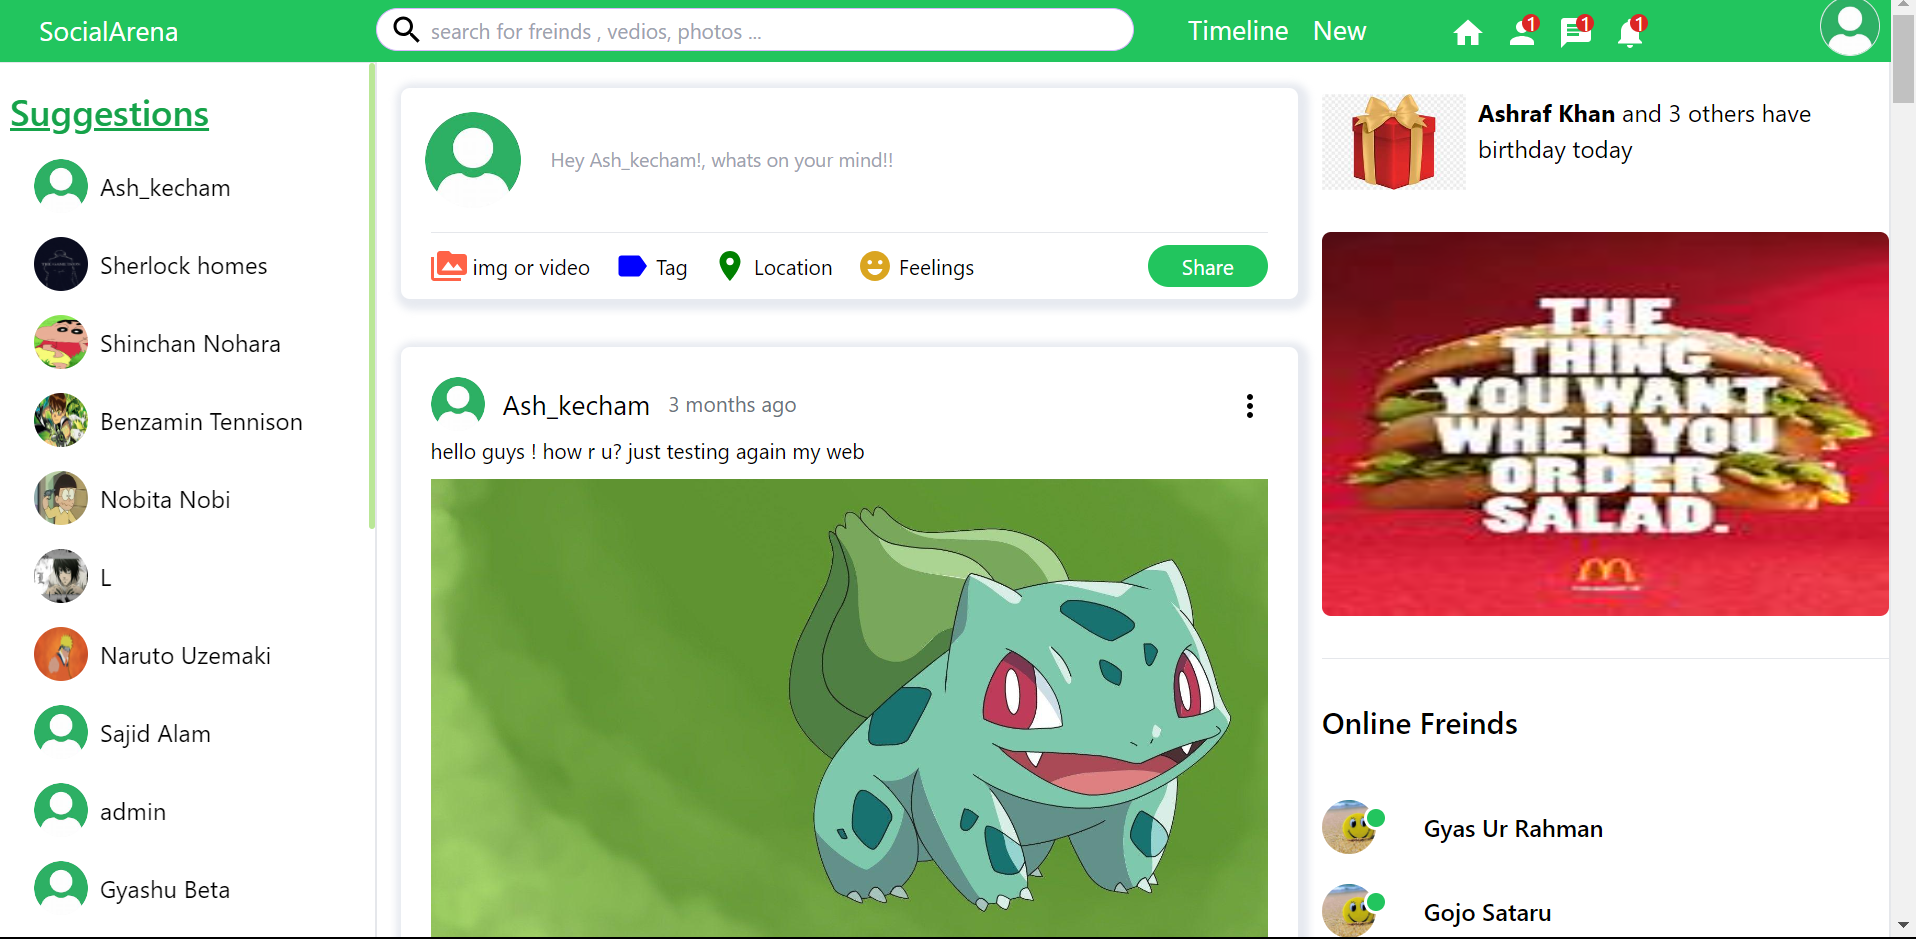 SocialArena
search for freinds , vedios, photos ...
Timeline
New
1
1
1
Suggestions
Ash_kecham
Sherlock homes
Shinchan Nohara
Benzamin Tennison
Nobita Nobi
L
Naruto Uzemaki
Sajid Alam
admin
Gyashu Beta
Hey Ash_kecham!, whats on your mind!!
img or video
Tag
Location
Feelings
Share
Ash_kecham 3 months ago
hello guys ! how r u? just testing again my web
Ashraf Khan and 3 others have
birthday today
THE
THING
YOU WANT
WHEN YOU
ORDER
SALAD.
Online Freinds
Gyas Ur Rahman
Gojo Sataru